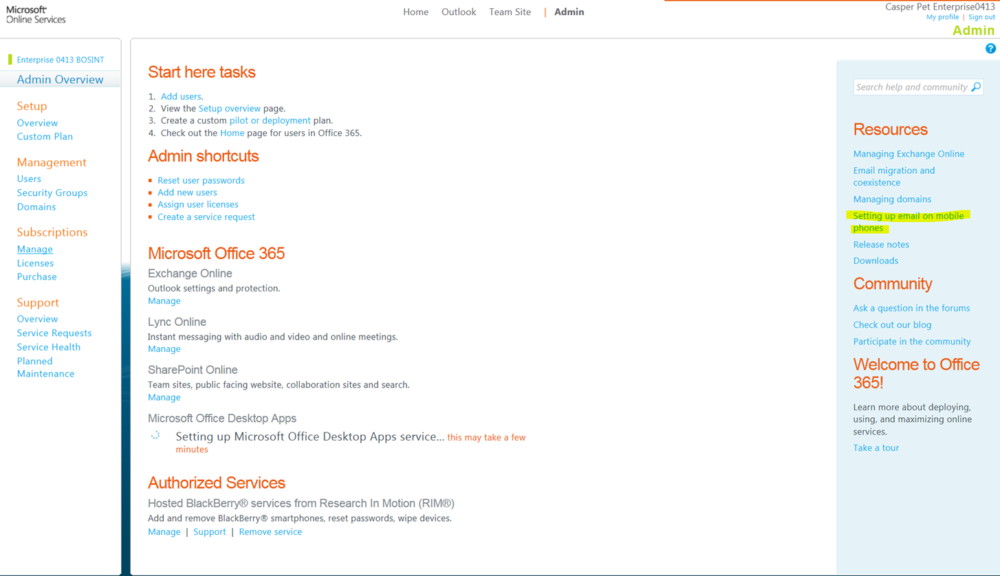 Microsoft®
Online Services
Home Outlook Team Site | Admin
Casper Pet Enterprise0413
My profile | Sign out
Admin
?
Enterprise 0413 BOSINT
Admin Overview
Setup
Overview
Custom Plan
Management
Users
Security Groups
Domains
Subscriptions
Manage
Licenses
Purchase
Support
Overview
Service Requests
Service Health
Planned
Maintenance
Start here tasks
1. Add users.
2. View the Setup overview page.
3. Create a custom pilot or deployment plan.
4. Check out the Home page for users in Office 365.
Admin shortcuts
Reset user passwords
Add new users
Assign user licenses
Create a service request
Microsoft Office 365
Exchange Online
Outlook settings and protection.
Manage
Lync Online
Instant messaging with audio and video and online meetings.
Manage
SharePoint Online
Team sites, public facing website, collaboration sites and search.
Manage
Microsoft Office Desktop Apps
Setting up Microsoft Office Desktop Apps service... this may take a few
minutes
Authorized Services
Hosted BlackBerry® services from Research In Motion (RIM®)
Add and remove BlackBerry® smartphones, reset passwords, wipe devices.
Manage | Support | Remove service
Search help and community
Resources
Managing Exchange Online
Email migration and
coexistence
Managing domains
Setting up email on mobile
phones
Release notes
Downloads
Community
Ask a question in the forums
Check out our blog
Participate in the community
Welcome to Office
365!
Learn more about deploying,
using, and maximizing online
services.
Take a tour